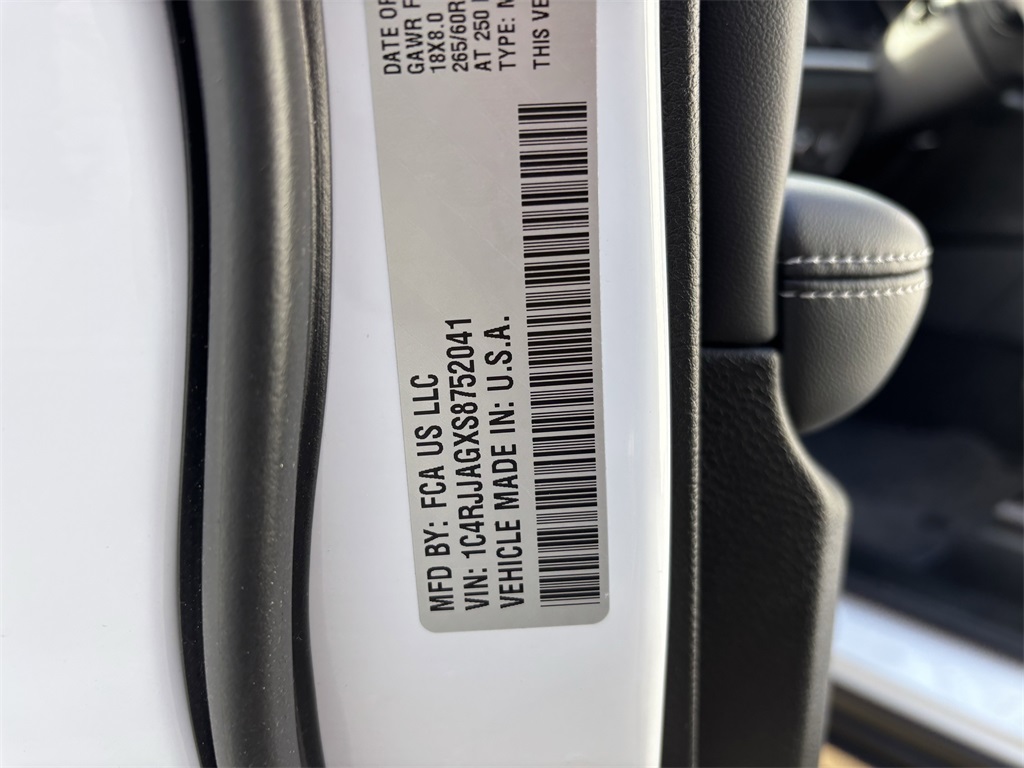 MFD BY: FCA US LLC
VIN: 1C4RJJAGXS8752041
VEHICLE MADE IN: U.S.A.
DATE OF
GAWR F
18X8.0
265/60R
AT 250
TYPE:
THIS VE